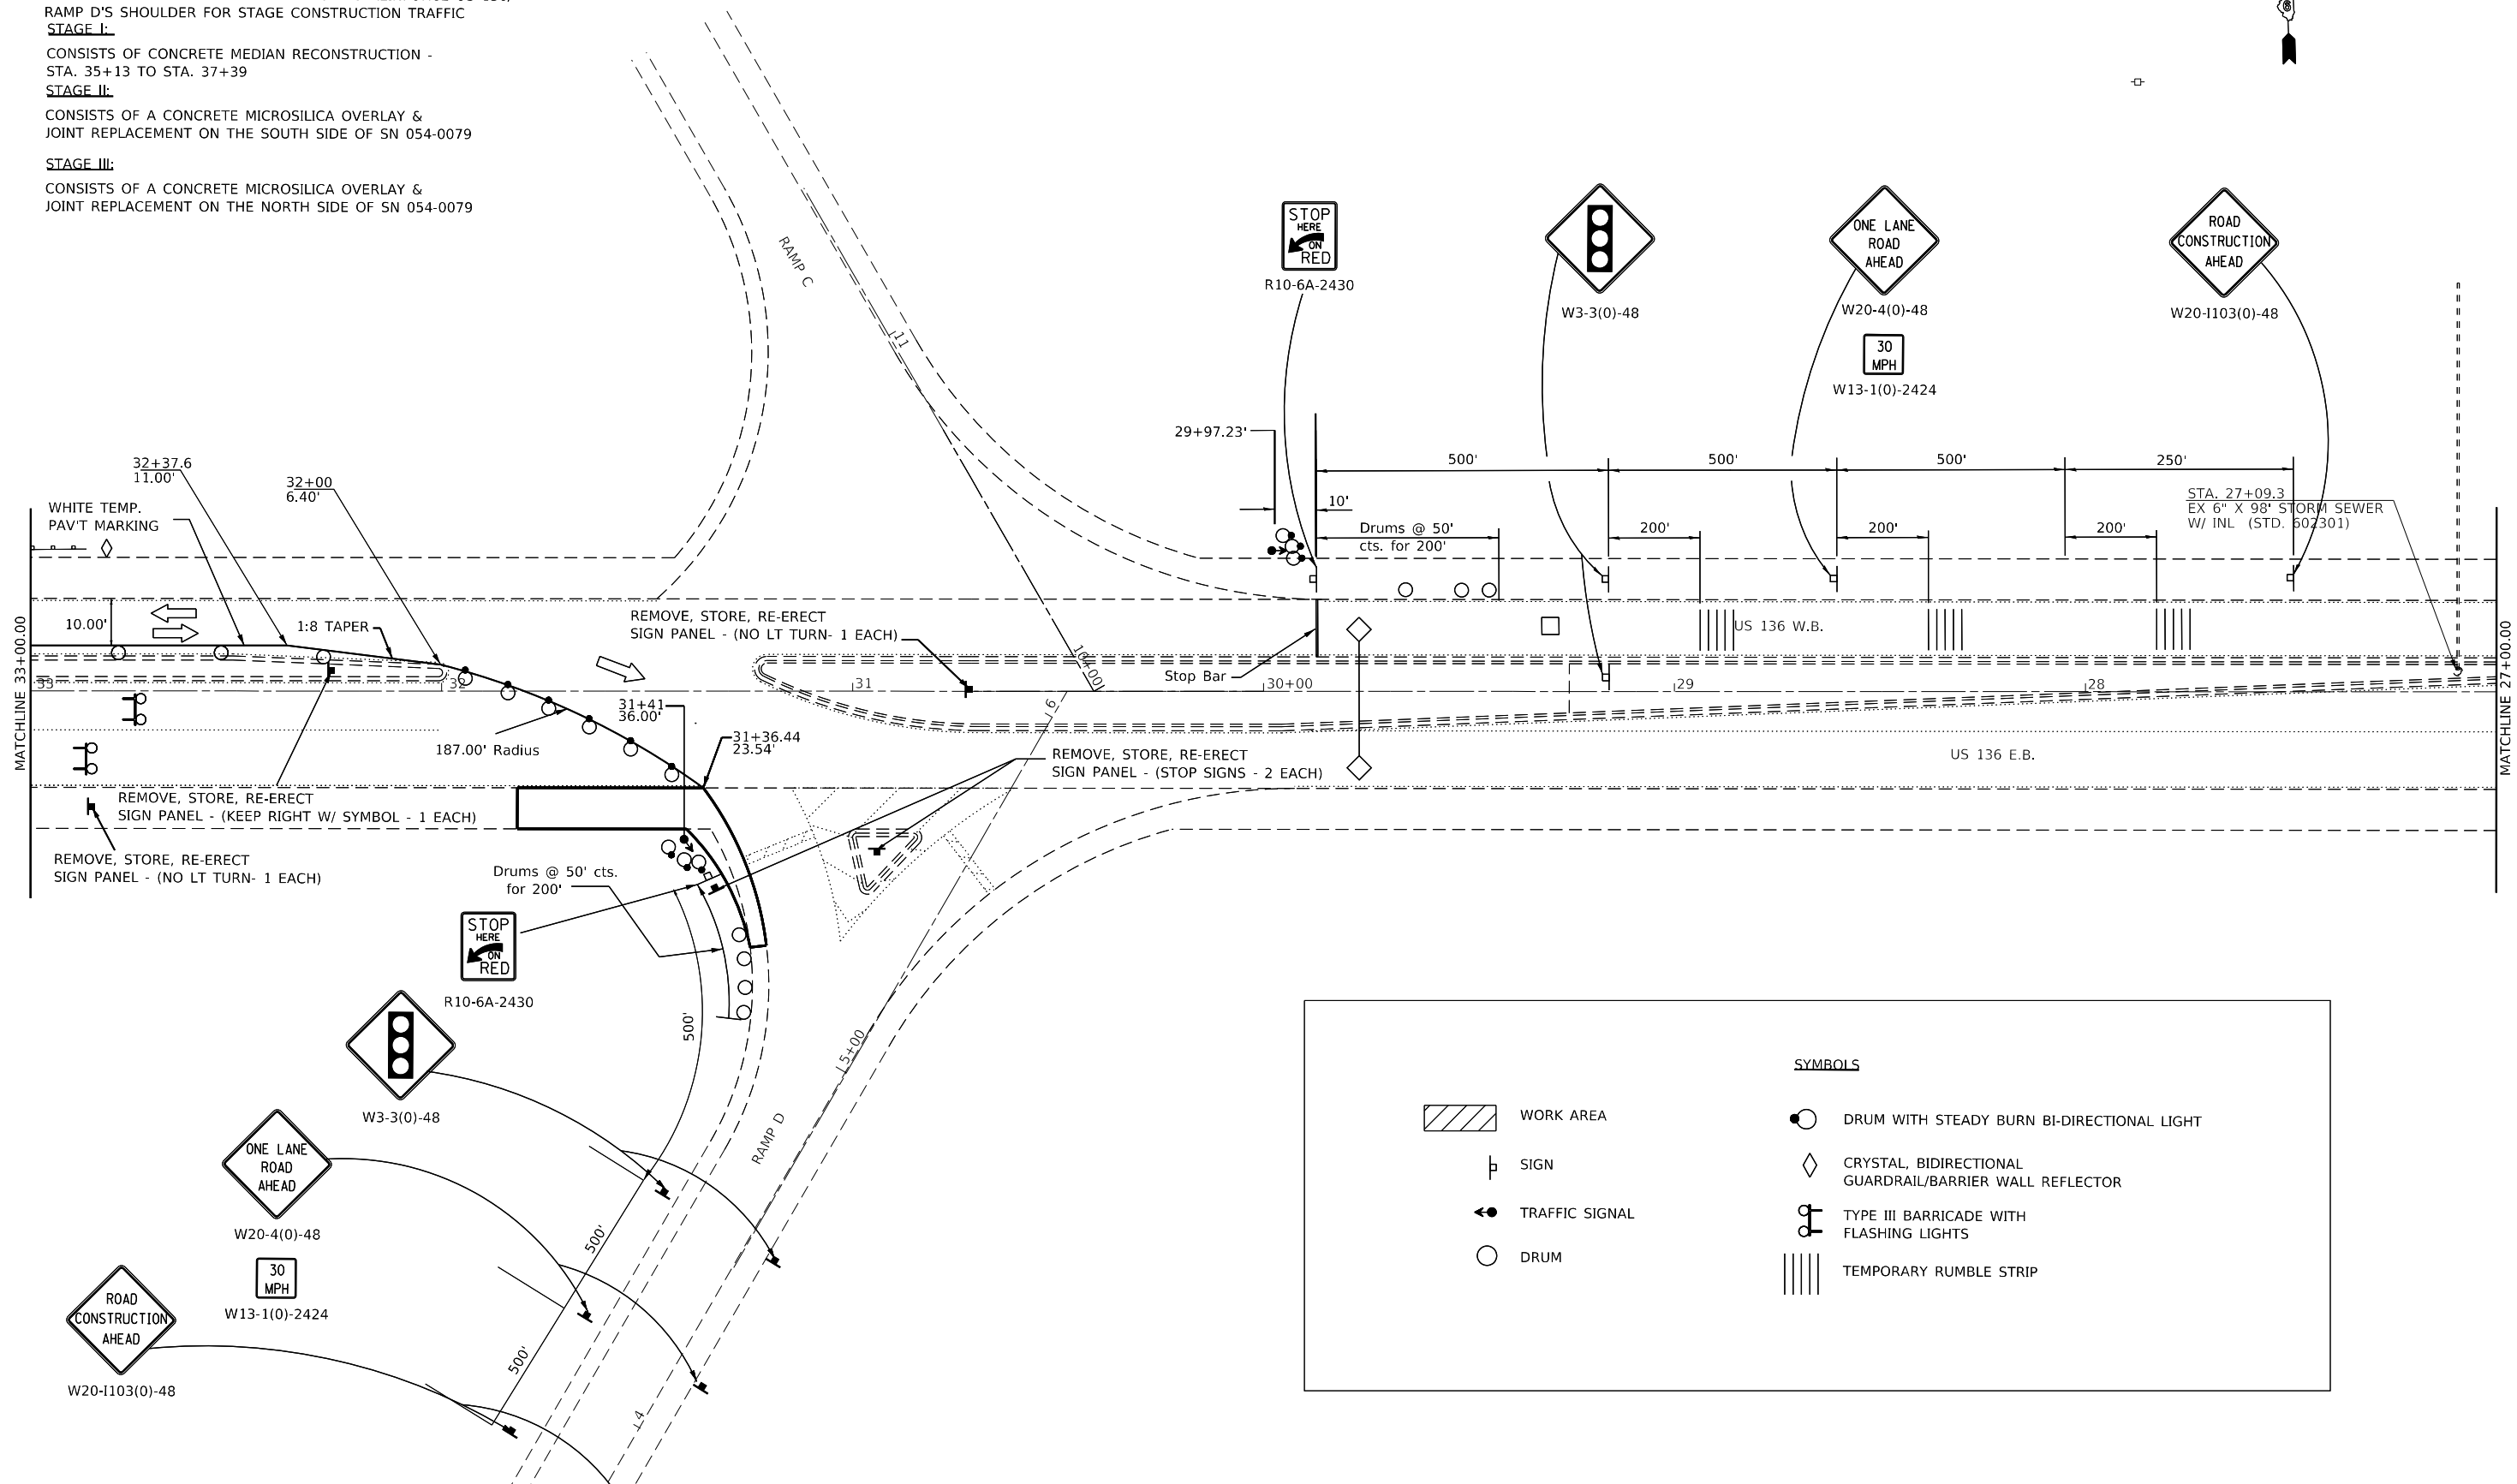 RAMP D'S SHOULDER FOR STAGE CONSTRUCTION TRAFFIC
STAGE I:
CONSISTS OF CONCRETE MEDIAN RECONSTRUCTION -
STA. 35+13 TO STA. 37+39
STAGE II:
CONSISTS OF A CONCRETE MICROSILICA OVERLAY &
JOINT REPLACEMENT ON THE SOUTH SIDE OF SN 054-0079
STAGE III:
CONSISTS OF A CONCRETE MICROSILICA OVERLAY &
JOINT REPLACEMENT ON THE NORTH SIDE OF SN 054-0079
RAMP C
11
STOP
HERE
ON
RED
R10-6A-2430
W3-3(0)-48
ONE LANE
ROAD
AHEAD
W20-4(0)-48
30
MPH
W13-1(0)-2424
ROAD
CONSTRUCTION
AHEAD
W20-I103(0)-48
29+97.23'
500'
500'
500'
250'
10'
Drums @ 50'
cts. for 200'
200'
200'
200'
STA. 27+09.3
EX 6" X 98' STORM SEWER
W/ INL (STD. 602301)
32+37.6
11.00'
32+00
6.40'
WHITE TEMP.
PAV'T MARKING
10.00'
1:8 TAPER
REMOVE, STORE, RE-ERECT
SIGN PANEL - (NO LT TURN- 1 EACH)
10+00
Stop Bar
US 136 W.B.
MATCHLINE 33+00.00
MATCHLINE 27+00.00
33
32
31
30+00
29
28
6
31+41
36.00'
187.00' Radius
31+36.44
23.54'
REMOVE, STORE, RE-ERECT
SIGN PANEL - (STOP SIGNS - 2 EACH)
US 136 E.B.
REMOVE, STORE, RE-ERECT
SIGN PANEL - (KEEP RIGHT W/ SYMBOL - 1 EACH)
REMOVE, STORE, RE-ERECT
SIGN PANEL - (NO LT TURN- 1 EACH)
Drums @ 50' cts.
for 200'
STOP
HERE
ON
RED
R10-6A-2430
500'
5+00
W3-3(0)-48
RAMP D
ONE LANE
ROAD
AHEAD
W20-4(0)-48
30
MPH
W13-1(0)-2424
500'
ROAD
CONSTRUCTION
AHEAD
W20-I103(0)-48
500'
4
SYMBOLS
WORK AREA
SIGN
TRAFFIC SIGNAL
DRUM
DRUM WITH STEADY BURN BI-DIRECTIONAL LIGHT
CRYSTAL, BIDIRECTIONAL
GUARDRAIL/BARRIER WALL REFLECTOR
TYPE III BARRICADE WITH
FLASHING LIGHTS
TEMPORARY RUMBLE STRIP